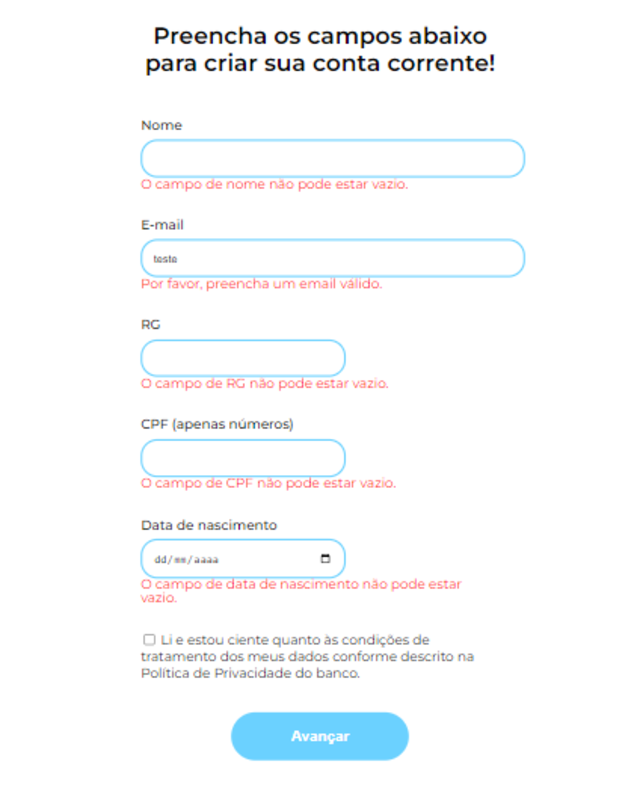 Preencha os campos abaixo
para criar sua conta corrente!
Nome
O campo de nome não pode estar vazio.
E-mail
teste
Por favor, preencha um email válido.
RG
O campo de RG não pode estar vazio.
CPF (apenas números)
O campo de CPF não pode estar vazio.
Data de nascimento
dd/mm/aaaa
O campo de data de nascimento não pode estar
vazio.
Li e estou ciente quanto às condições de
tratamento dos meus dados conforme descrito na
Política de Privacidade do banco.
Avançar